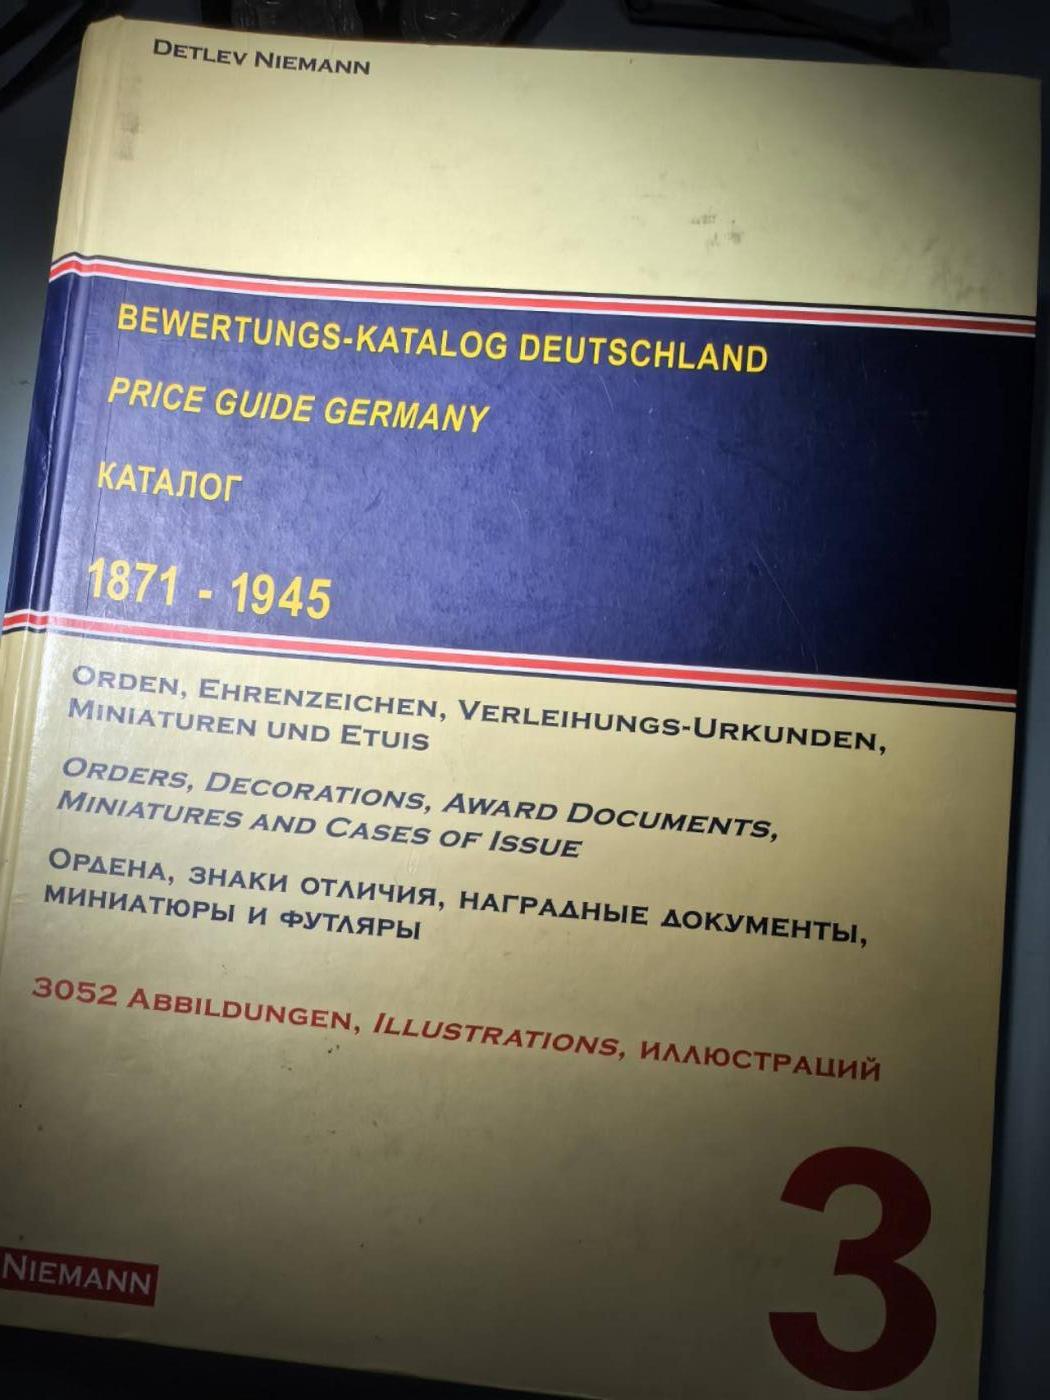 DETLEV NIEMANN
BEWERTUNGS-KATALOG DEUTSCHLAND
PRICE GUIDE GERMANY
КАТАЛОГ
1871 - 1945
ORDEN, EHRENZEICHEN, VERLEIHUNGS-URKUNDEN,
MINIATUREN UND ETUIS
ORDERS, DECORATIONS, AWARD DOCUMENTS,
MINIATURES AND CASES OF ISSUE
ОРДЕНА, ЗНАКИ ОТЛИЧИЯ, НАГРАДНЫЕ ДОКУМЕНТЫ,
МИНИАТЮРЫ И ФУТЛЯРЫ
3052 ABBILDUNGEN, ILLUSTRATIONS, ИЛЛЮСТРАЦИЙ
3
NIEMANN